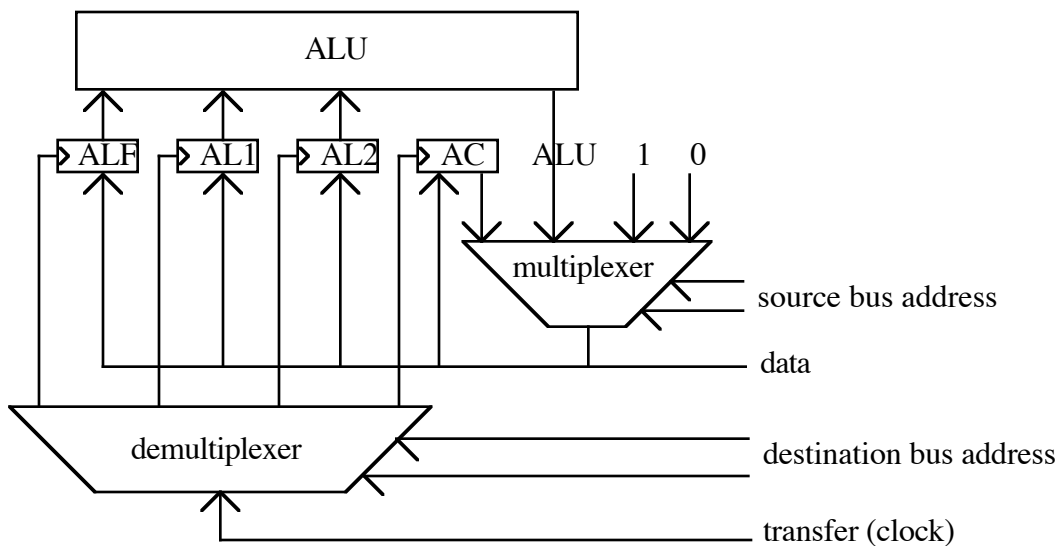 ALU
ALF AL1 AL2 AC ALU 1 0
multiplexer
source bus address
data
demultiplexer
destination bus address
transfer (clock)